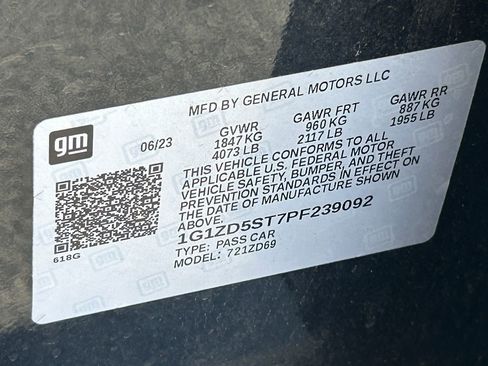 MFD BY GENERAL MOTORS LLC
gm
06/23
GVWR GAWR FRT GAWR RR
1847 KG 960 KG 887 KG
4073 LB 2117 LB 1955 LB
THIS VEHICLE CONFORMS TO ALL
APPLICABLE U.S. FEDERAL MOTOR
VEHICLE SAFETY, BUMPER, AND THEFT
PREVENTION STANDARDS IN EFFECT ON
THE DATE OF MANUFACTURE SHOWN
ABOVE.
1G1ZD5ST7PF239092
TYPE: PASS CAR
MODEL: 721ZD69
618G